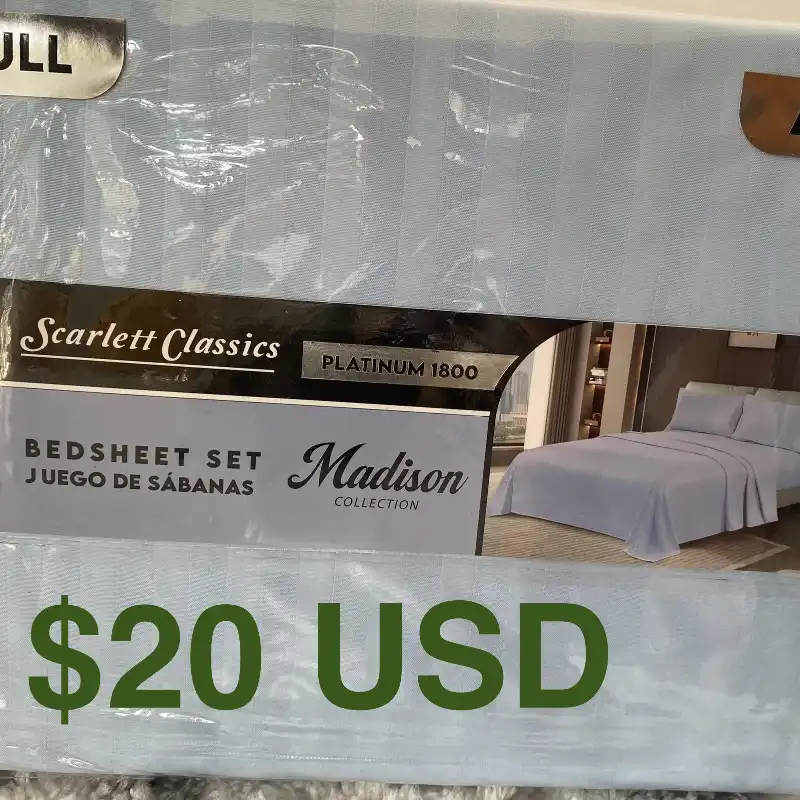 ULL
Scarlett Classics
PLATINUM 1800
BEDSHEET SET
JUEGO DE SÁBANAS
Madison
COLLECTION
$20 USD